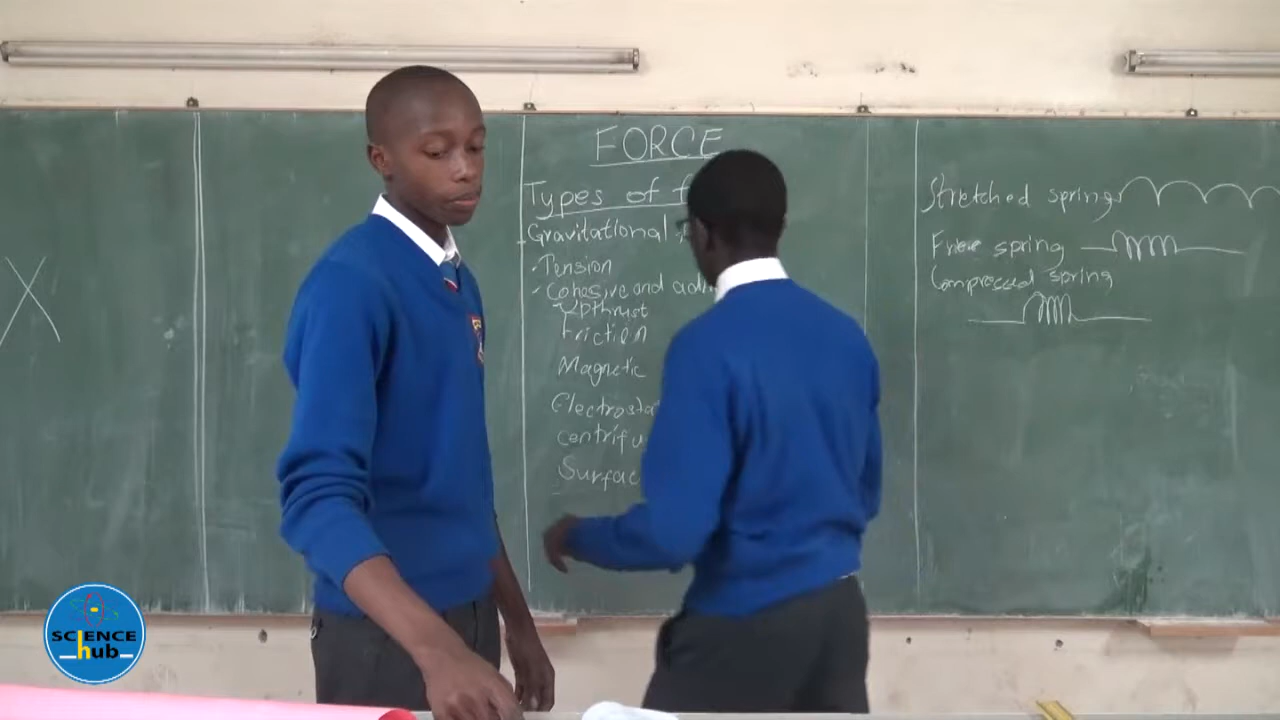 X
FORCE
Types of f
Gravitational
Tension
Cohesive and adh
Upthrust
Friction
Magnetic
Electrosta
centrifu
Surfac
Stretched spring
Free spring
Compressed spring
SCIENCE
hub